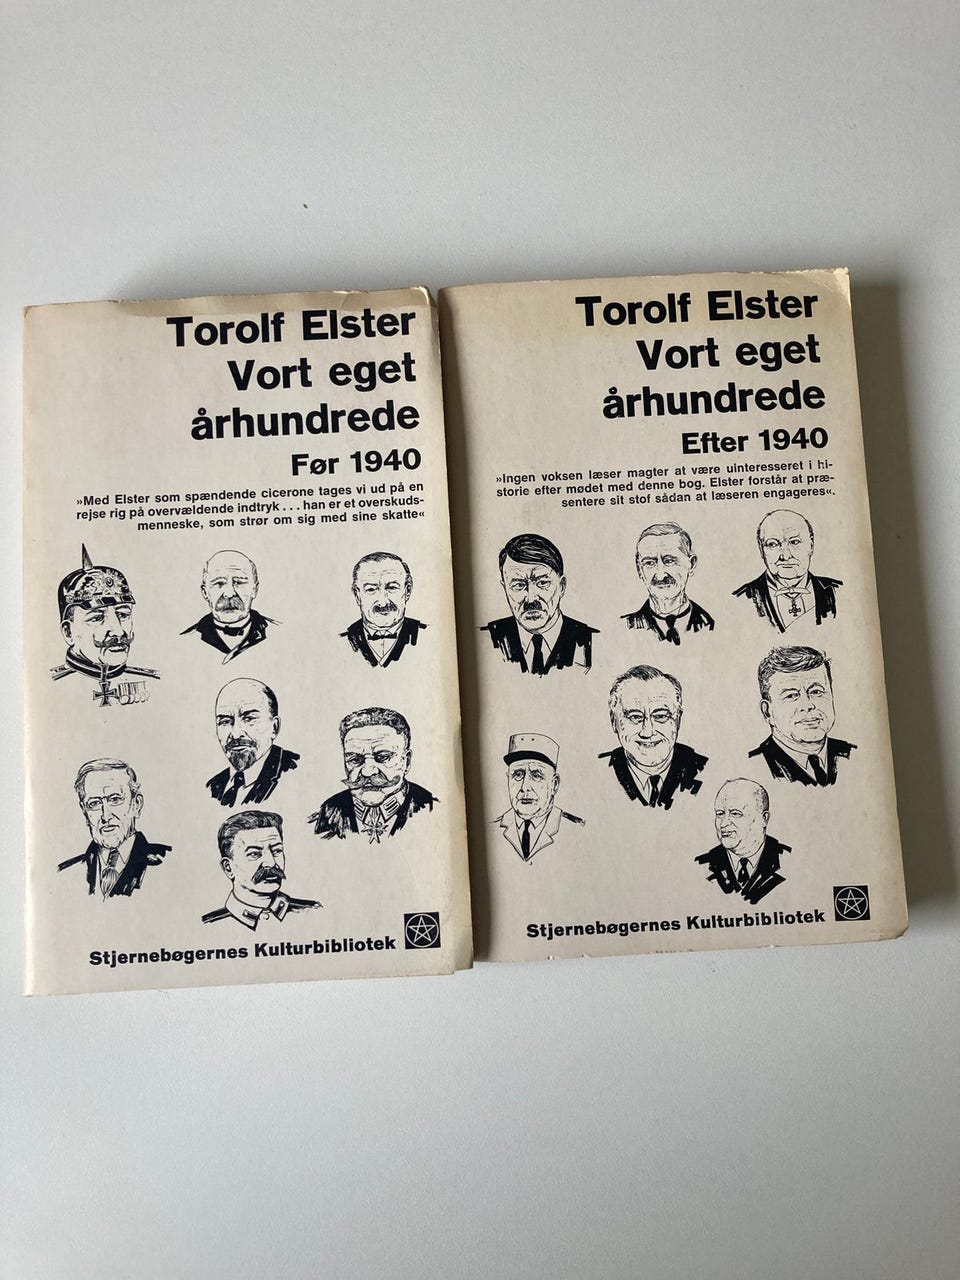 Torolf Elster
Vort eget
århundrede
Før 1940
»Med Elster som spændende cicerone tages vi ud på en
rejse rig på overvældende indtryk . . . han er et overskuds-
menneske, som strør om sig med sine skatte«
Stjernebøgernes Kulturbibliotek
Torolf Elster
Vort eget
århundrede
Efter 1940
»Ingen voksen læser magter at være uinteresseret i hi-
storie efter mødet med denne bog. Elster forstår at præ-
sentere sit stof sådan at læseren engageres«.
Stjernebøgernes Kulturbibliotek